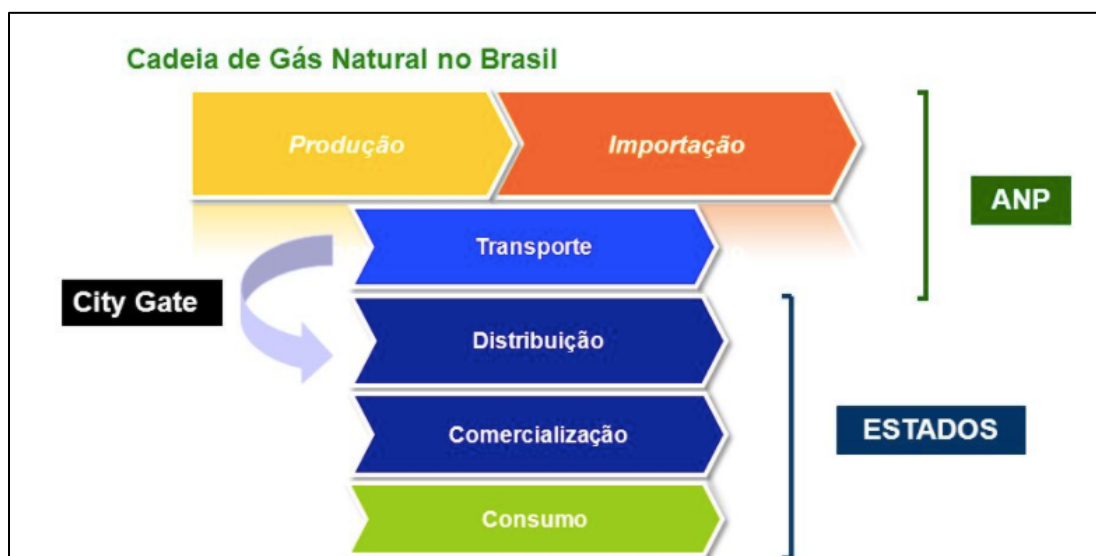 Cadeia de Gás Natural no Brasil
Produção
Importação
ANP
Transporte
City Gate
Distribuição
Comercialização
ESTADOS
Consumo